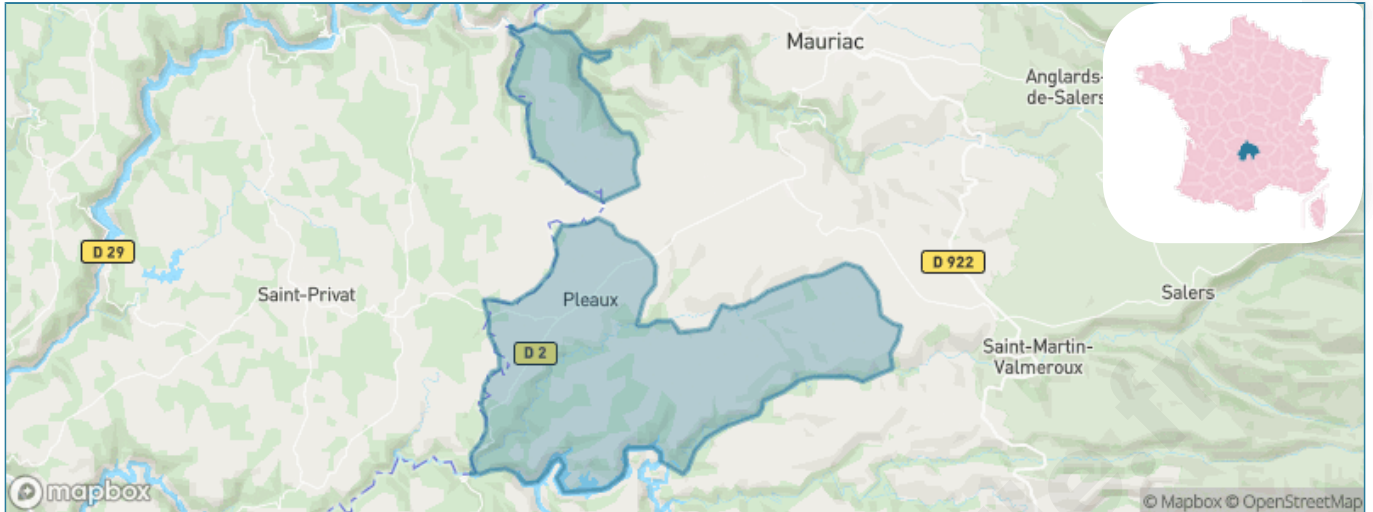 Mauriac
Anglards-
de-Salers
D 29
D 922
Saint-Privat
Pleaux
Salers
D 2
Saint-Martin-
Valmeroux
mapbox
© Mapbox © OpenStreetMap